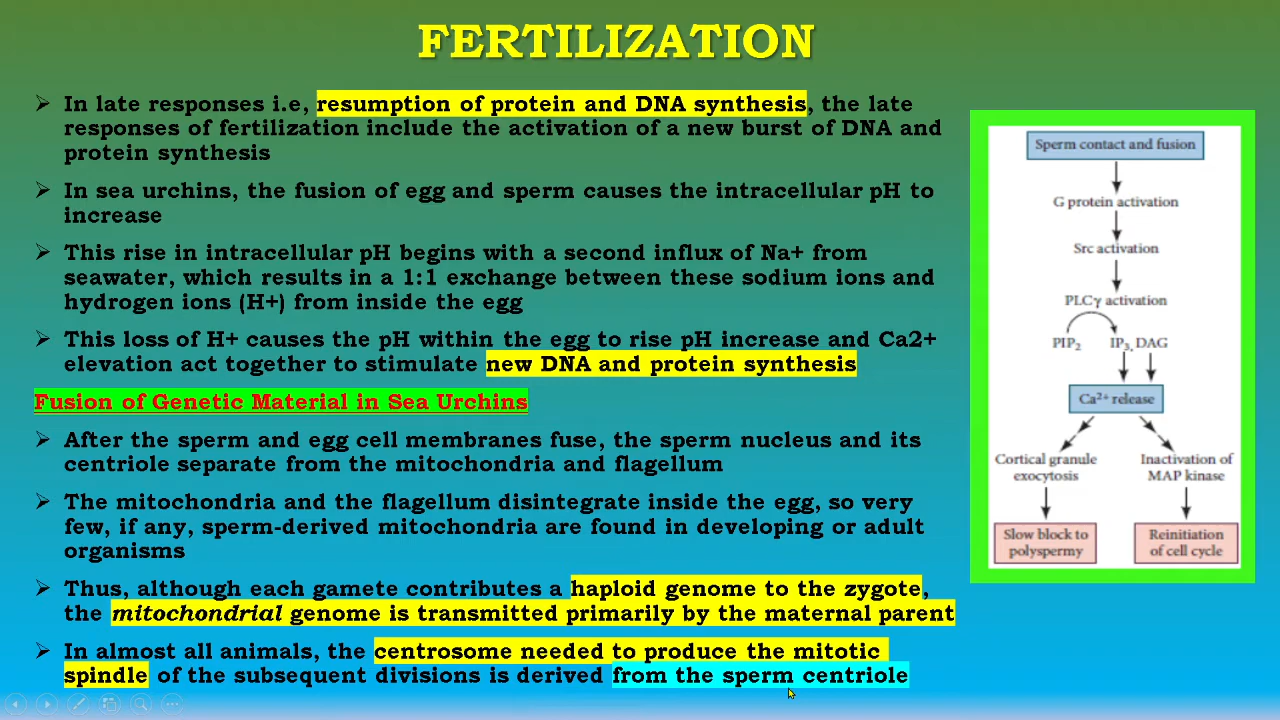 FERTILIZATION
➢ In late responses i.e, resumption of protein and DNA synthesis, the late
responses of fertilization include the activation of a new burst of DNA and
protein synthesis
➢ In sea urchins, the fusion of egg and sperm causes the intracellular pH to
increase
➢ This rise in intracellular pH begins with a second influx of Na+ from
seawater, which results in a 1:1 exchange between these sodium ions and
hydrogen ions (H+) from inside the egg
➢ This loss of H+ causes the pH within the egg to rise pH increase and Ca2+
elevation act together to stimulate new DNA and protein synthesis
Fusion of Genetic Material in Sea Urchins
➢ After the sperm and egg cell membranes fuse, the sperm nucleus and its
centriole separate from the mitochondria and flagellum
➢ The mitochondria and the flagellum disintegrate inside the egg, so very
few, if any, sperm-derived mitochondria are found in developing or adult
organisms
➢ Thus, although each gamete contributes a haploid genome to the zygote,
the mitochondrial genome is transmitted primarily by the maternal parent
➢ In almost all animals, the centrosome needed to produce the mitotic
spindle of the subsequent divisions is derived from the sperm centriole
Sperm contact and fusion
G protein activation
Src activation
PLCγ activation
PIP₂ IP₃, DAG
Ca²⁺ release
Cortical granule
exocytosis
Inactivation of
MAP kinase
Slow block to
polyspermy
Reinitiation
of cell cycle